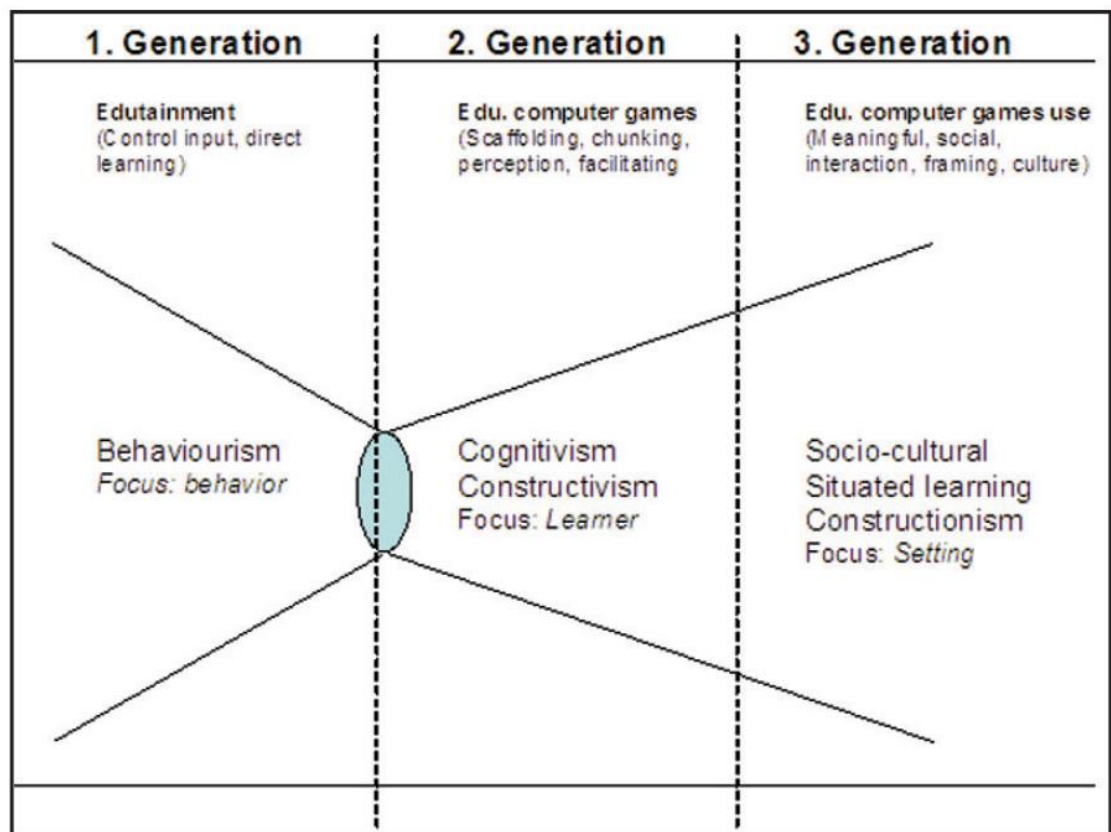 1. Generation
2. Generation
3. Generation
Edutainment
(Control input, direct
learning)
Edu. computer games
(Scaffolding, chunking,
perception, facilitating
Edu. computer games use
(Meaningful, social,
interaction, framing, culture)
Behaviourism
Focus: behavior
Cognitivism
Constructivism
Focus: Learner
Socio-cultural
Situated learning
Constructionism
Focus: Setting